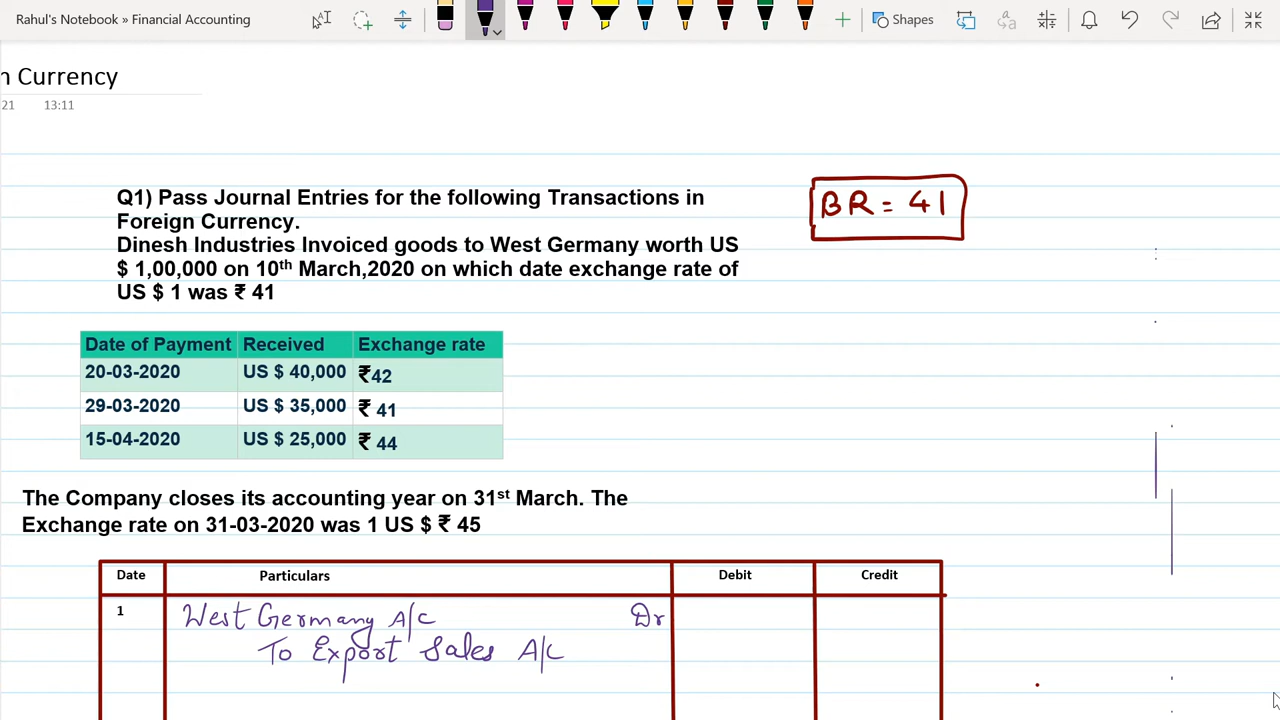 Rahul's Notebook » Financial Accounting
Shapes
n Currency
21 13:11
Q1) Pass Journal Entries for the following Transactions in
Foreign Currency.
Dinesh Industries Invoiced goods to West Germany worth US
$ 1,00,000 on 10th March,2020 on which date exchange rate of
US $ 1 was ₹ 41
BR = 41
Date of Payment Received Exchange rate
20-03-2020 US $ 40,000 ₹42
29-03-2020 US $ 35,000 ₹ 41
15-04-2020 US $ 25,000 ₹ 44
The Company closes its accounting year on 31st March. The
Exchange rate on 31-03-2020 was 1 US $ ₹ 45
Date Particulars Debit Credit
1 West Germany A/c Dr
To Export Sales A/c